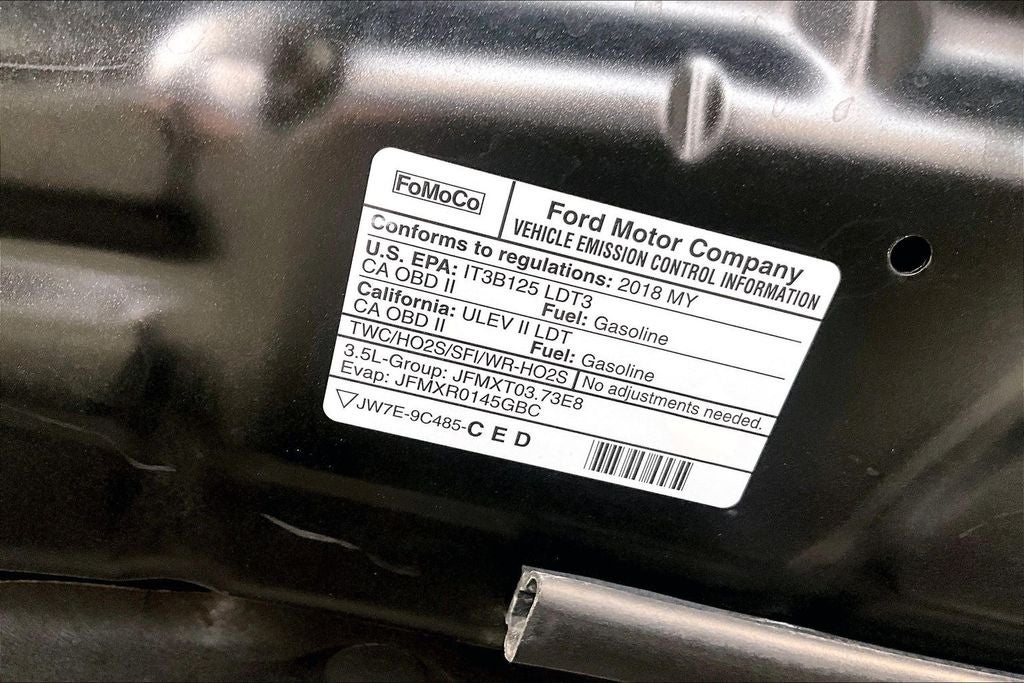 FoMoCo
Ford Motor Company
VEHICLE EMISSION CONTROL INFORMATION
Conforms to regulations: 2018 MY
U.S. EPA: IT3B125 LDT3
CA OBD II Fuel: Gasoline
California: ULEV II LDT
CA OBD II Fuel: Gasoline
TWC/HO2S/SFI/WR-HO2S No adjustments needed.
3.5L-Group: JFMXT03.73E8
Evap: JFMXR0145GBC
JW7E-9C485-CED